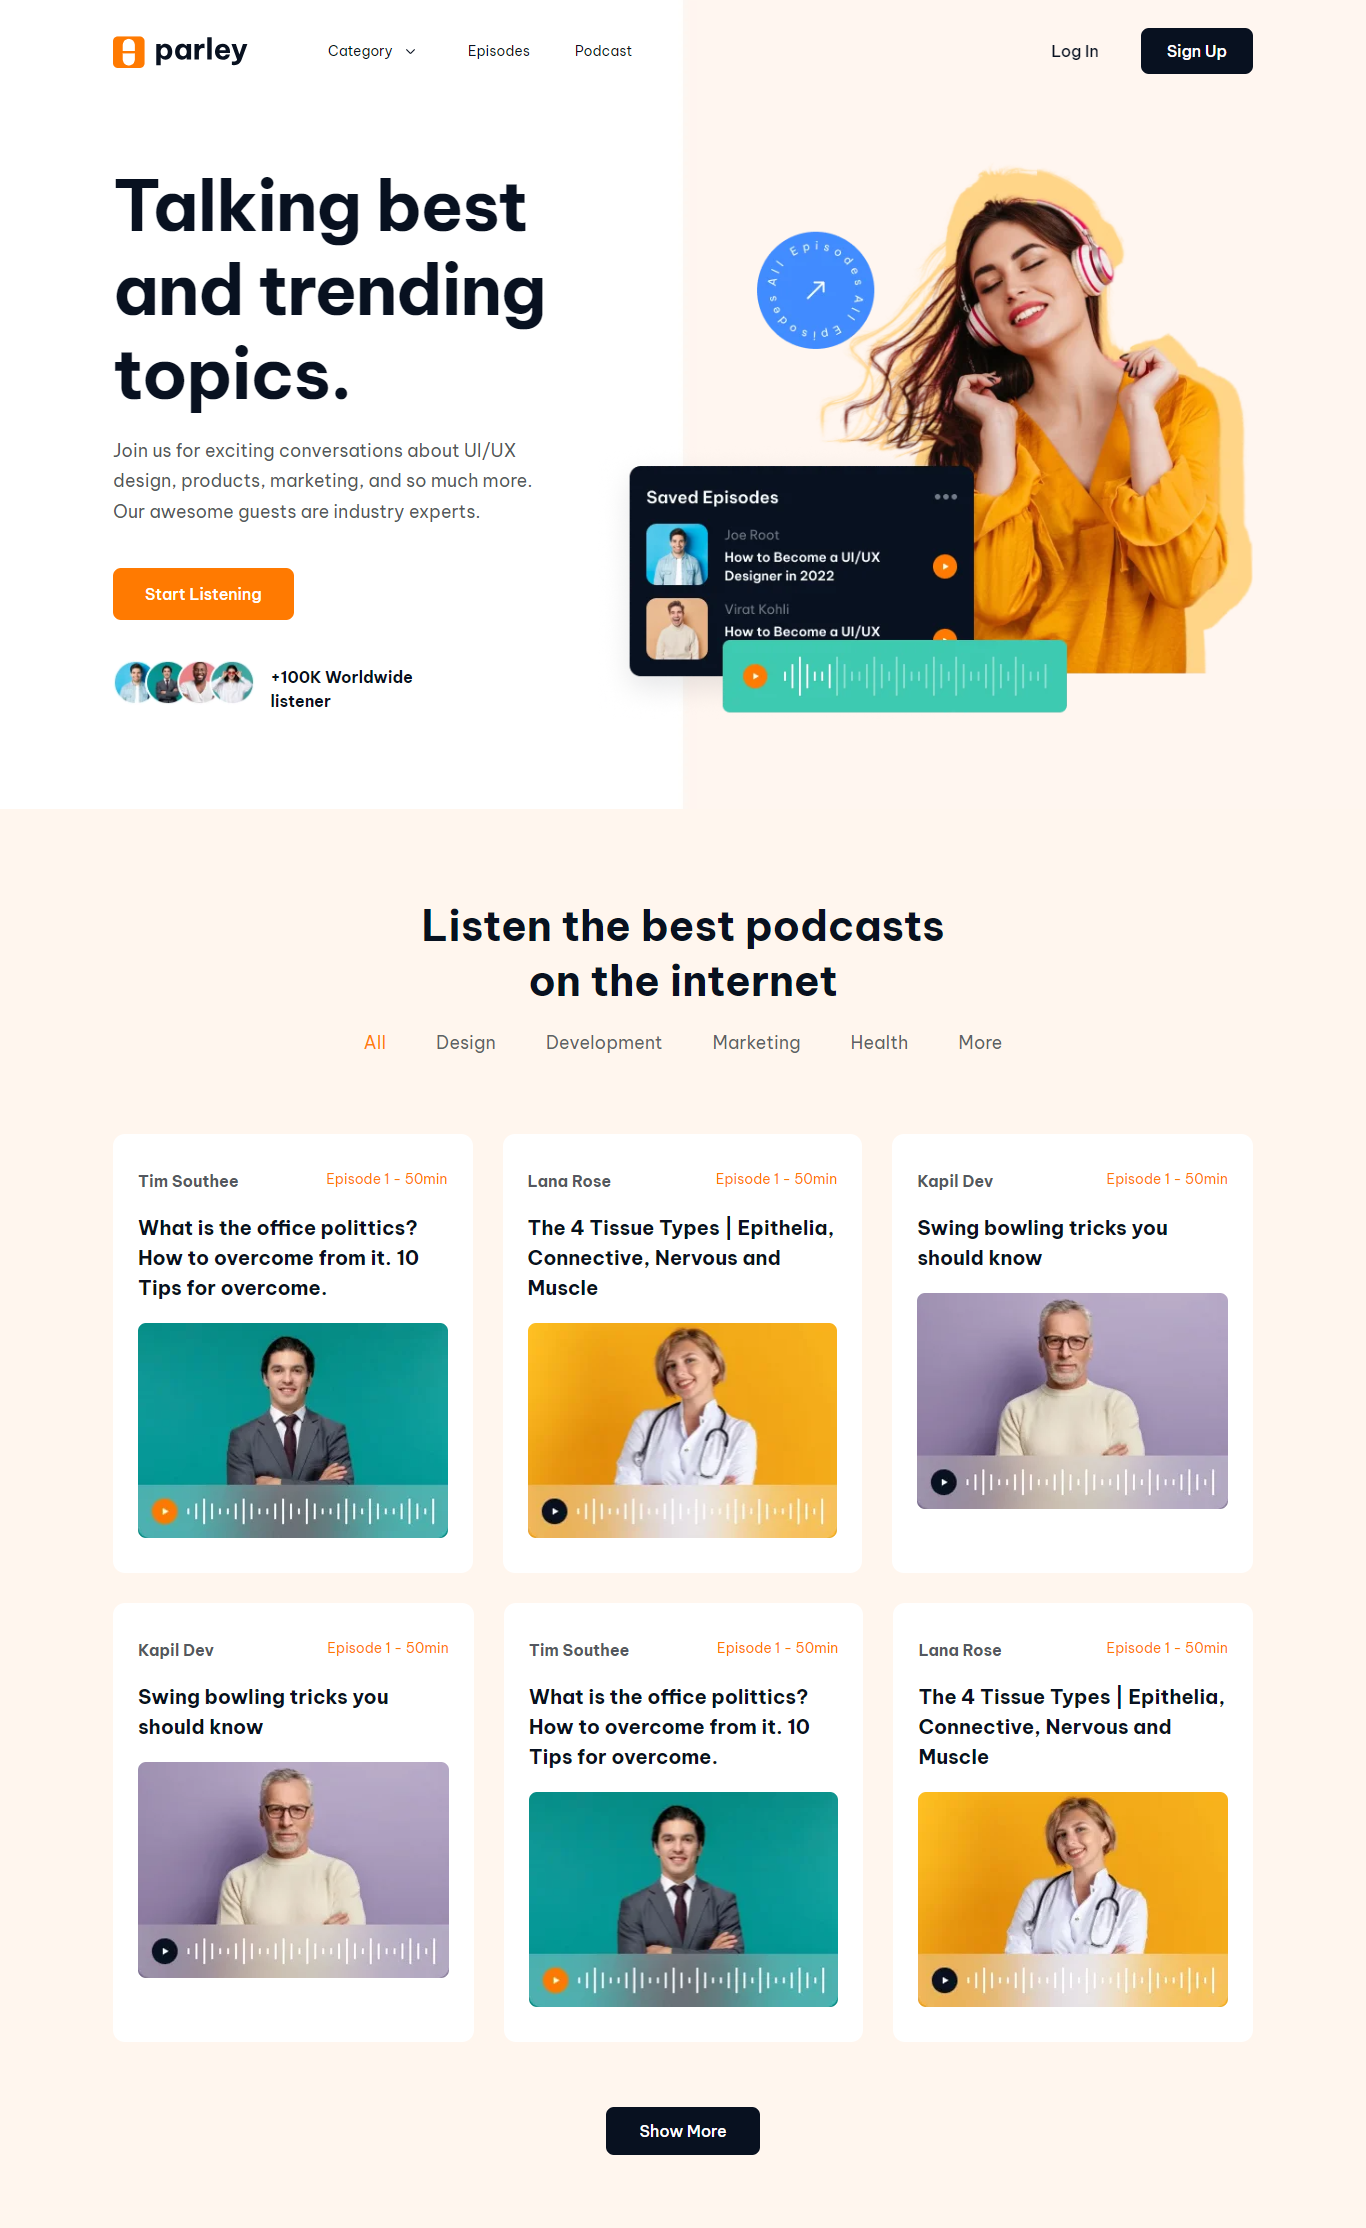 parley
Category
Episodes
Podcast
Log In
Sign Up
Talking best
and trending
topics.
Join us for exciting conversations about UI/UX
design, products, marketing, and so much more.
Our awesome guests are industry experts.
Start Listening
+100K Worldwide
listener
All Episodes All Episodes
Saved Episodes
Joe Root
How to Become a UI/UX
Designer in 2022
Virat Kohli
How to Become a UI/UX
Listen the best podcasts
on the internet
All
Design
Development
Marketing
Health
More
Tim Southee
Episode 1 - 50min
What is the office polittics?
How to overcome from it. 10
Tips for overcome.
Lana Rose
Episode 1 - 50min
The 4 Tissue Types | Epithelia,
Connective, Nervous and
Muscle
Kapil Dev
Episode 1 - 50min
Swing bowling tricks you
should know
Kapil Dev
Episode 1 - 50min
Swing bowling tricks you
should know
Tim Southee
Episode 1 - 50min
What is the office polittics?
How to overcome from it. 10
Tips for overcome.
Lana Rose
Episode 1 - 50min
The 4 Tissue Types | Epithelia,
Connective, Nervous and
Muscle
Show More